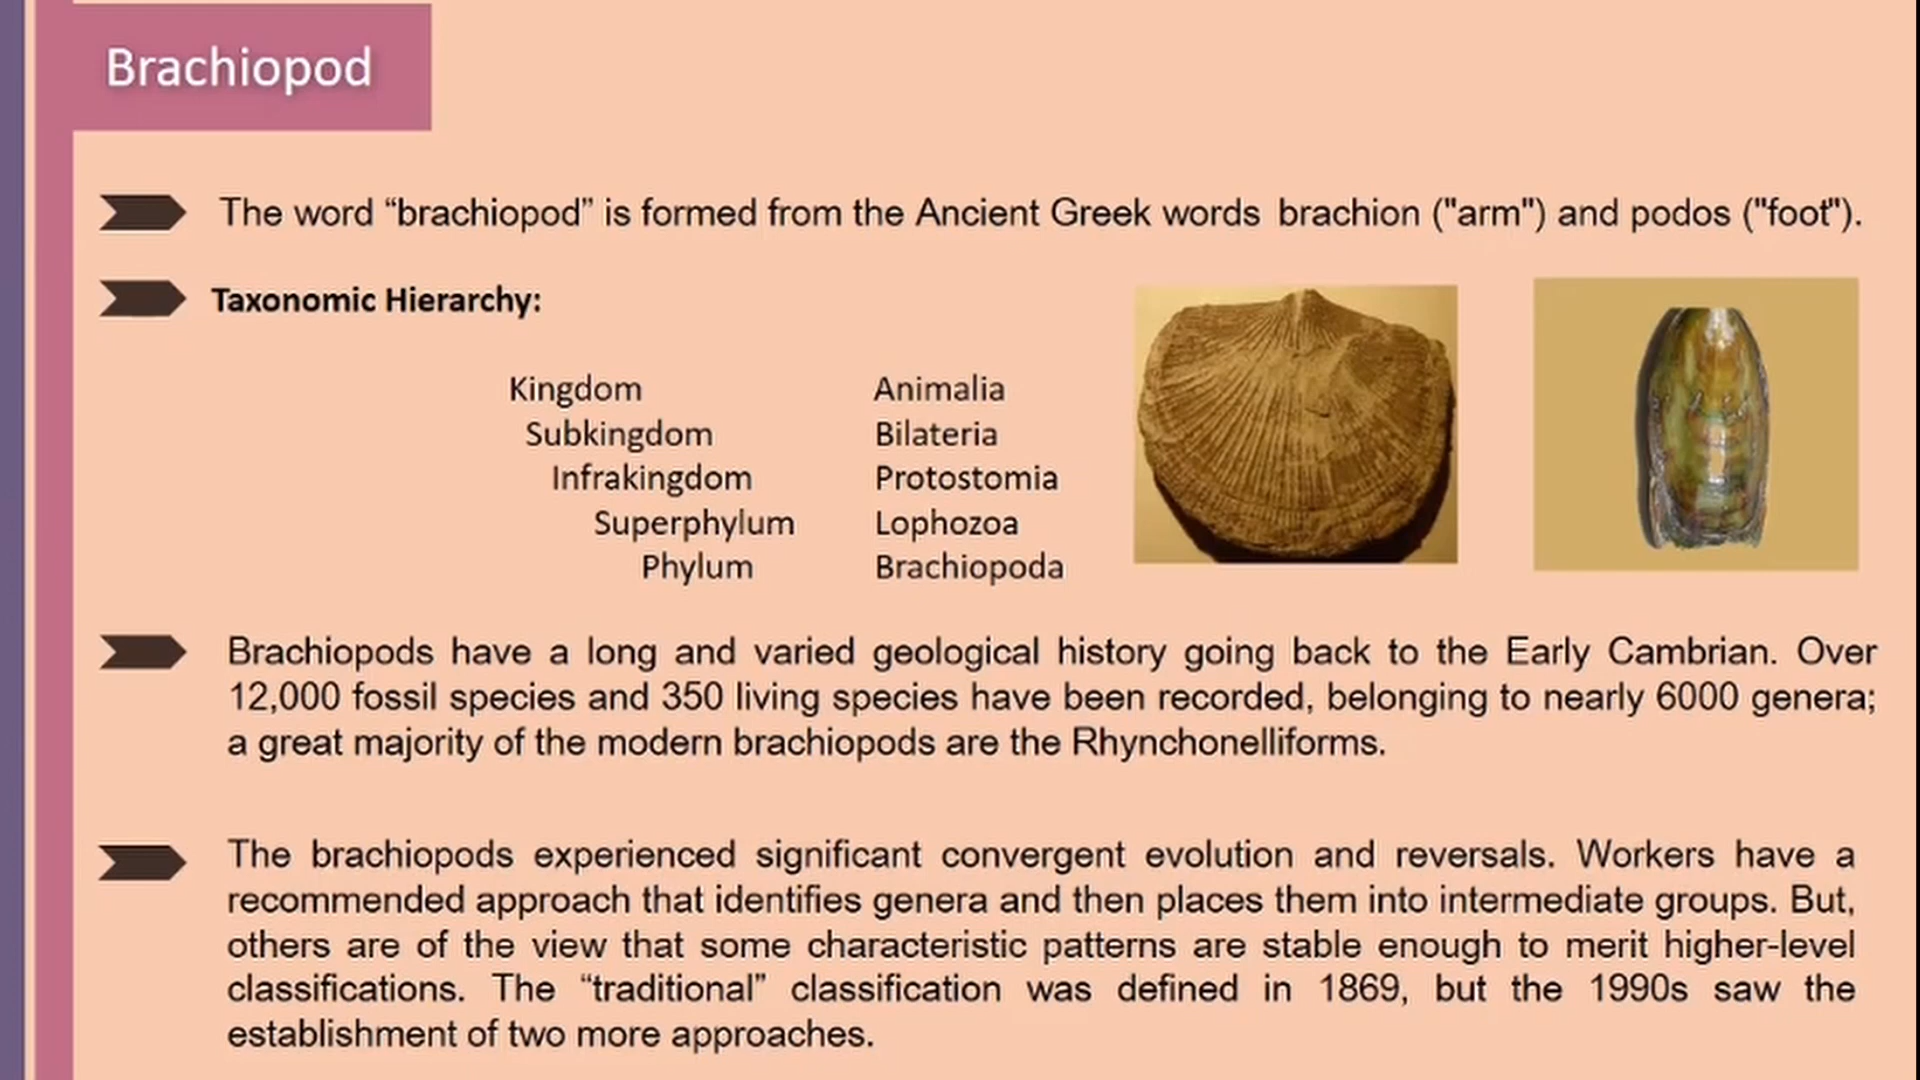 Brachiopod
The word “brachiopod” is formed from the Ancient Greek words brachion ("arm") and podos ("foot").
Taxonomic Hierarchy:
Kingdom Animalia
Subkingdom Bilateria
Infrakingdom Protostomia
Superphylum Lophozoa
Phylum Brachiopoda
Brachiopods have a long and varied geological history going back to the Early Cambrian. Over
12,000 fossil species and 350 living species have been recorded, belonging to nearly 6000 genera;
a great majority of the modern brachiopods are the Rhynchonelliforms.
The brachiopods experienced significant convergent evolution and reversals. Workers have a
recommended approach that identifies genera and then places them into intermediate groups. But,
others are of the view that some characteristic patterns are stable enough to merit higher-level
classifications. The “traditional” classification was defined in 1869, but the 1990s saw the
establishment of two more approaches.